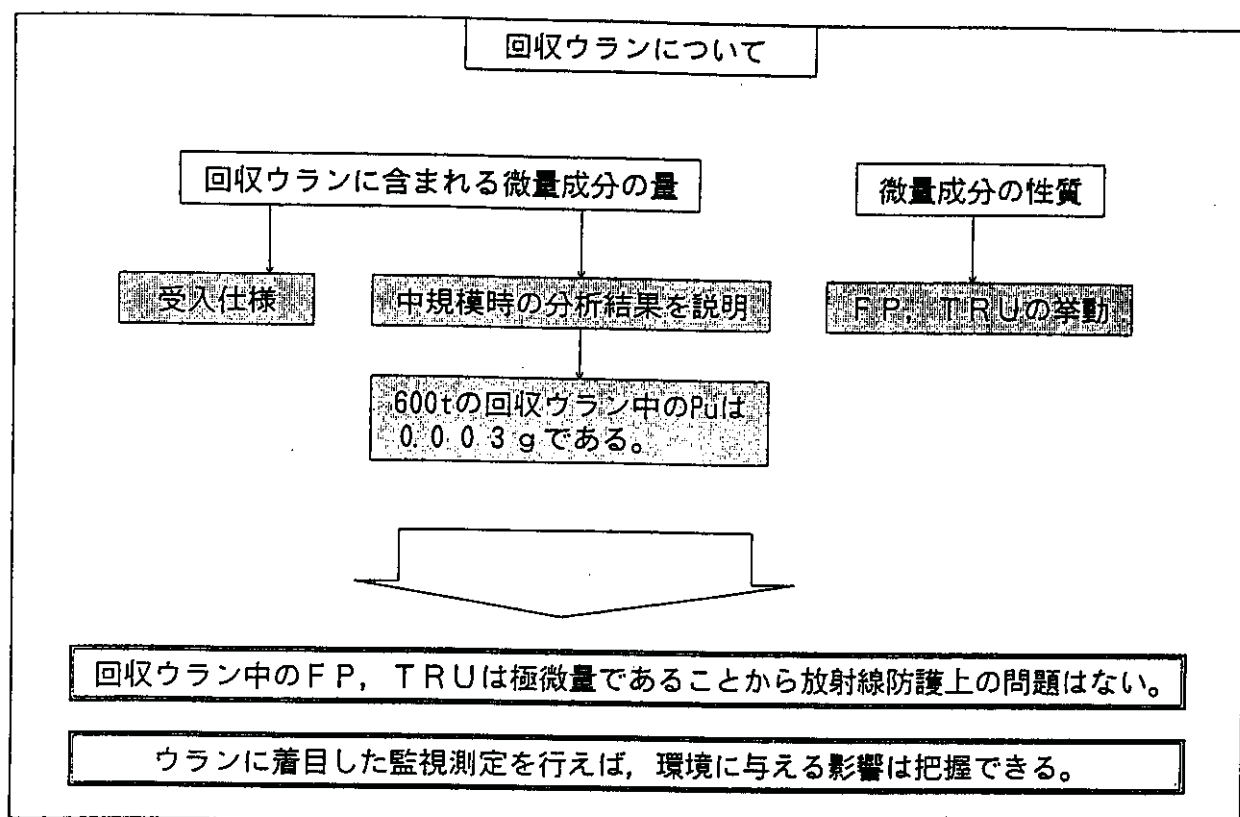 回収ウランについて
回収ウランに含まれる微量成分の量
微量成分の性質
受入仕様
中規模時の分析結果を説明
ＦＰ，ＴＲＵの挙動
600tの回収ウラン中のPuは
０.００３ｇである。
回収ウラン中のＦＰ，ＴＲＵは極微量であることから放射線防護上の問題はない。
ウランに着目した監視測定を行えば，環境に与える影響は把握できる。